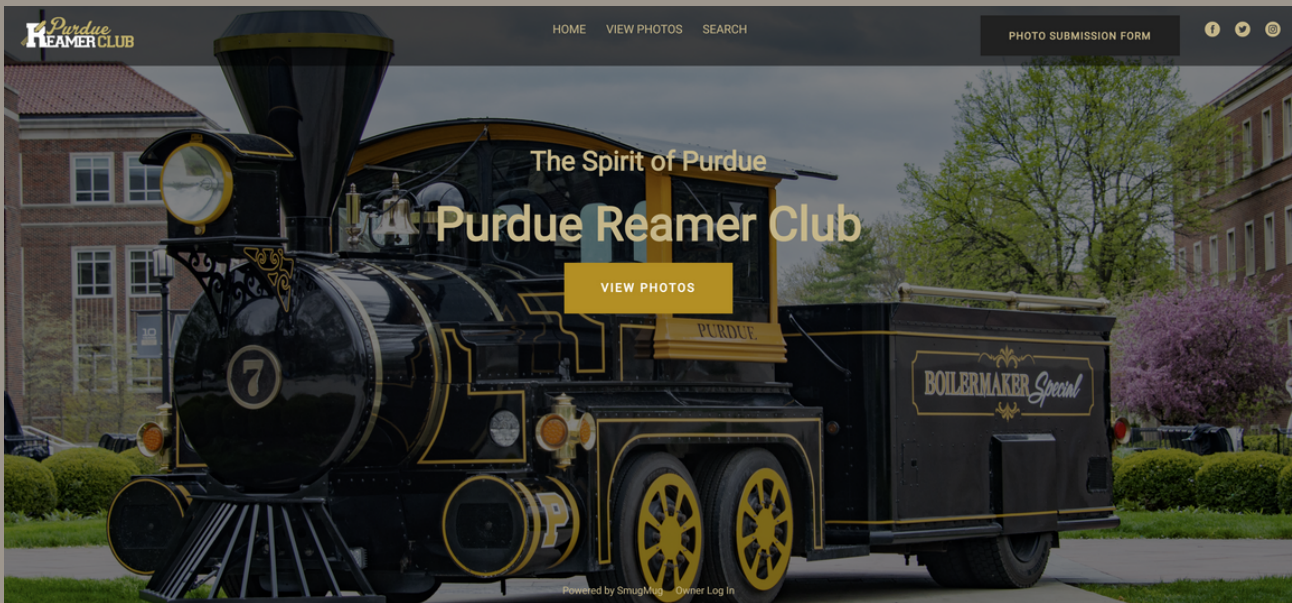 Purdue
REAMER CLUB
HOME
VIEW PHOTOS
SEARCH
PHOTO SUBMISSION FORM
The Spirit of Purdue
Purdue Reamer Club
VIEW PHOTOS
PURDUE
7
BOILERMAKER Special
P
Powered by SmugMug
Owner Log In